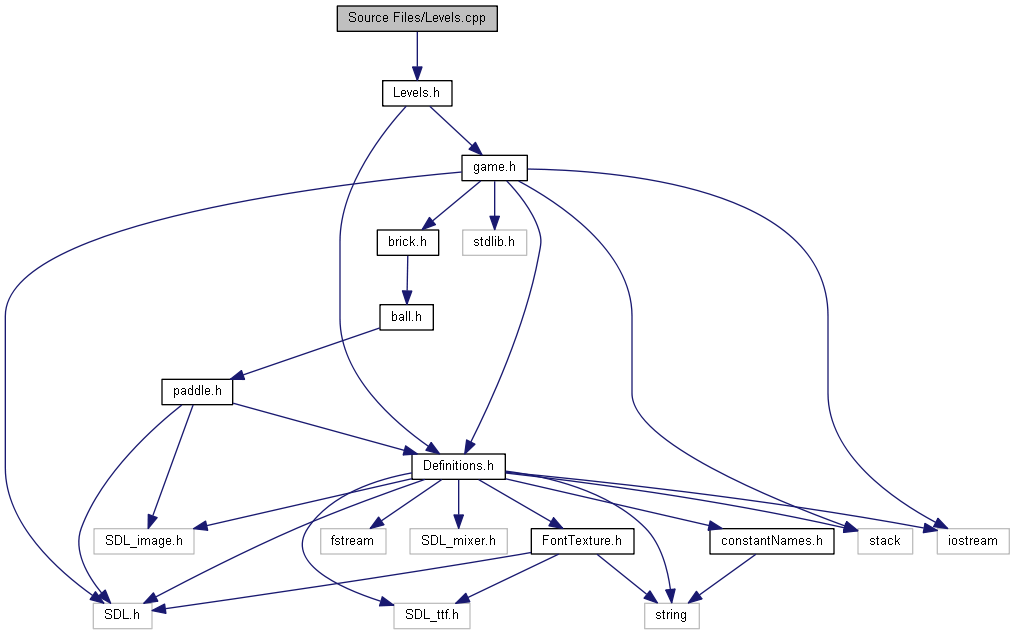 Source Files/Levels.cpp
Levels.h
game.h
brick.h
stdlib.h
ball.h
paddle.h
Definitions.h
SDL_image.h
fstream
SDL_mixer.h
FontTexture.h
constantNames.h
stack
iostream
SDL.h
SDL_ttf.h
string